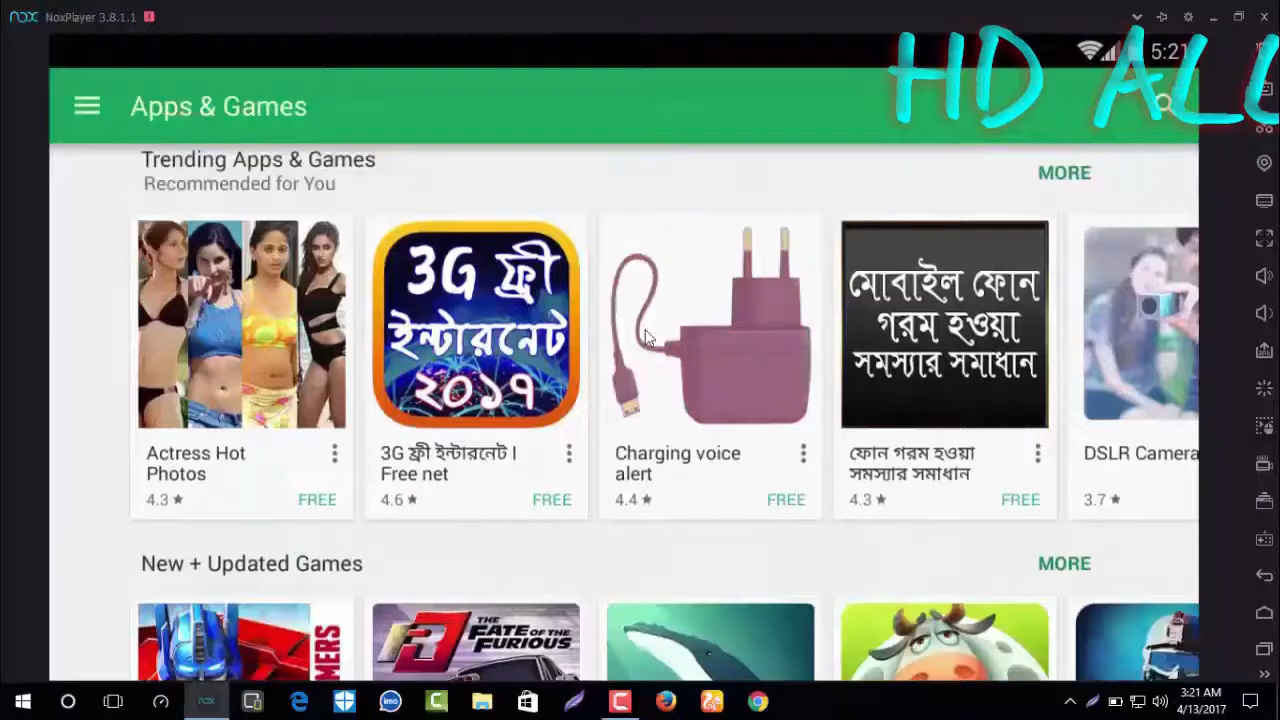 nox NoxPlayer 3.8.1.1
HD ALL
5:21
Apps & Games
Trending Apps & Games
Recommended for You
MORE
3G ফ্রী
ইন্টারনেট
২০১৭
মোবাইল ফোন
গরম হওয়া
সমস্যার সমাধান
Actress Hot
Photos
4.3
FREE
3G ফ্রী ইন্টারনেট।
Free net
4.6
FREE
Charging voice
alert
4.4
FREE
ফোন গরম হওয়া
সমস্যার সমাধান
4.3
FREE
DSLR Camera
3.7
New + Updated Games
MORE
THE
FATE OF THE
FURIOUS
nox
imo
3:21 AM
4/13/2017